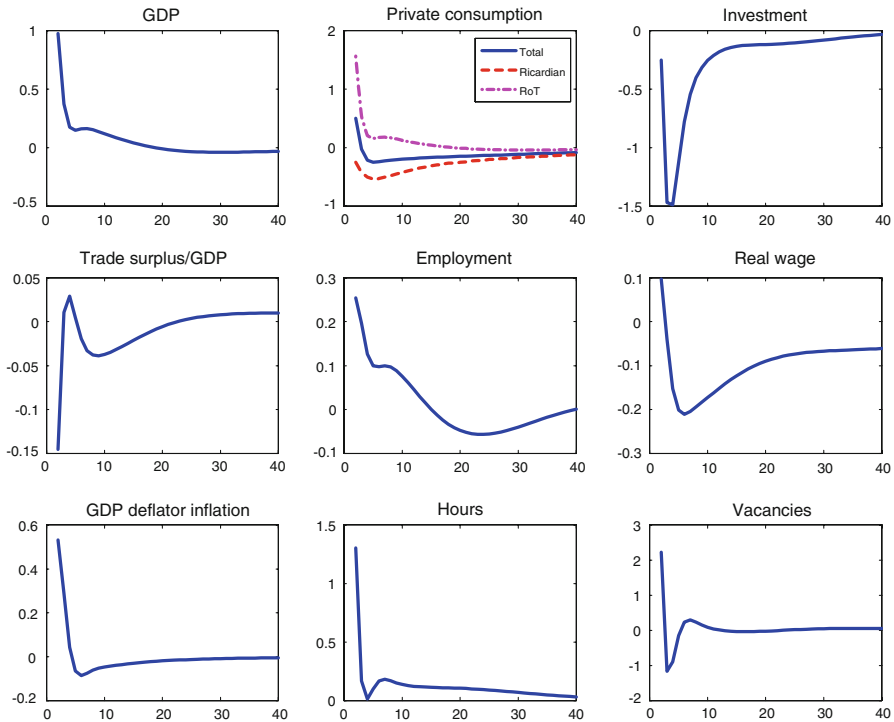 GDP
1
0.5
0
-0.5
0 10 20 30 40
Private consumption
2
1
0
-1
0 10 20 30 40
Total
Ricardian
RoT
Investment
0
-0.5
-1
-1.5
0 10 20 30 40
Trade surplus/GDP
0.05
0
-0.05
-0.1
-0.15
0 10 20 30 40
Employment
0.3
0.2
0.1
0
-0.1
0 10 20 30 40
Real wage
0.1
0
-0.1
-0.2
-0.3
0 10 20 30 40
GDP deflator inflation
0.6
0.4
0.2
0
-0.2
0 10 20 30 40
Hours
1.5
1
0.5
0
0 10 20 30 40
Vacancies
3
2
1
0
-1
-2
0 10 20 30 40